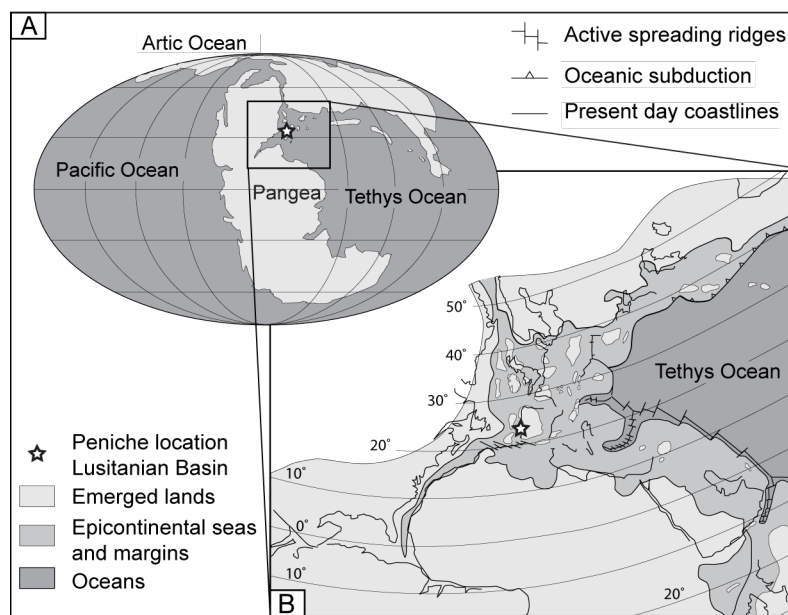 A
Artic Ocean
Pacific Ocean
Pangea
Tethys Ocean
Active spreading ridges
Oceanic subduction
Present day coastlines
50°
40°
30°
20°
10°
0°
10°
20°
Tethys Ocean
Peniche location
Lusitanian Basin
Emerged lands
Epicontinental seas
and margins
Oceans
B